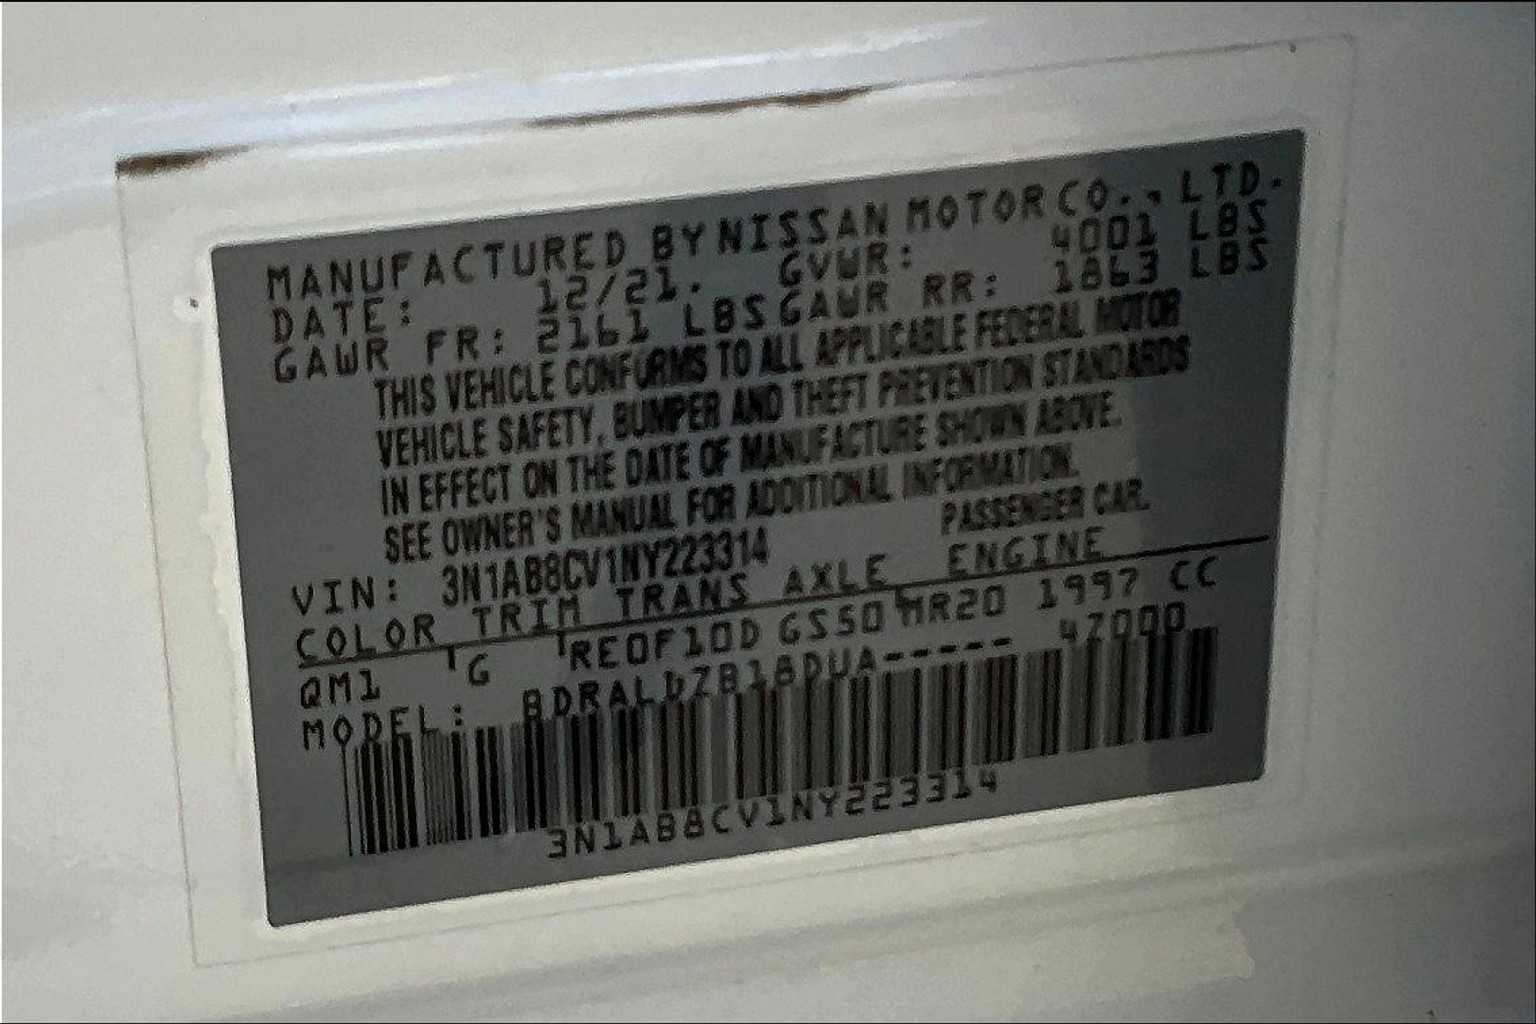 MANUFACTURED BY NISSAN MOTOR CO., LTD.
DATE: 12/21. GVWR: 4001 LBS
GAWR FR: 2161 LBS GAWR RR: 1863 LBS
THIS VEHICLE CONFORMS TO ALL APPLICABLE FEDERAL MOTOR
VEHICLE SAFETY, BUMPER AND THEFT PREVENTION STANDARDS
IN EFFECT ON THE DATE OF MANUFACTURE SHOWN ABOVE.
SEE OWNER'S MANUAL FOR ADDITIONAL INFORMATION.
VIN: 3N1AB8CV1NY223314 PASSENGER CAR.
COLOR TRIM TRANS AXLE ENGINE
QM1 G RE0F10D GS50 MR20 1997 CC
MODEL: 47000
3N1AB8CV1NY223314